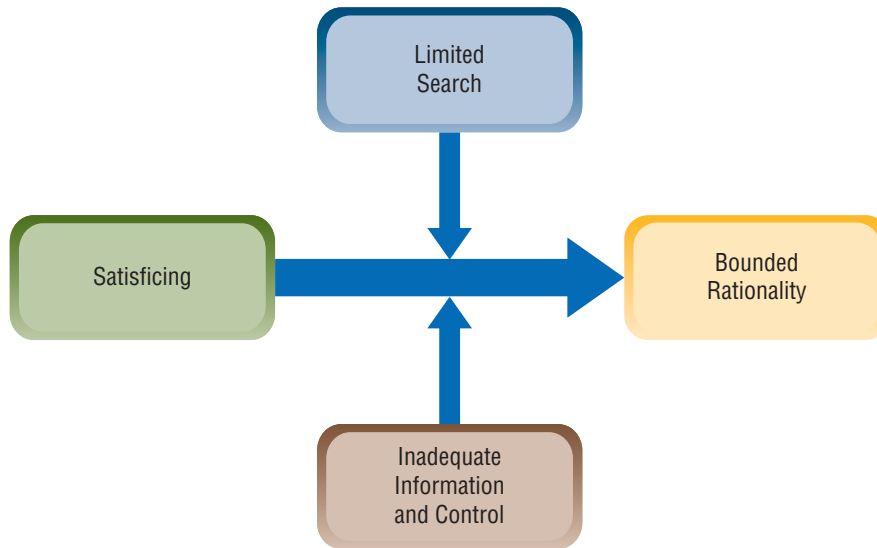 Limited
Search
Satisficing
Bounded
Rationality
Inadequate
Information
and Control